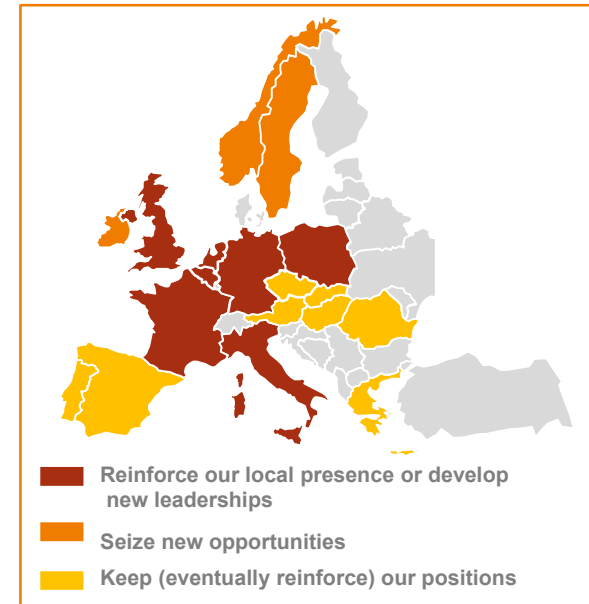 Reinforce our local presence or develop
new leaderships
Seize new opportunities
Keep (eventually reinforce) our positions